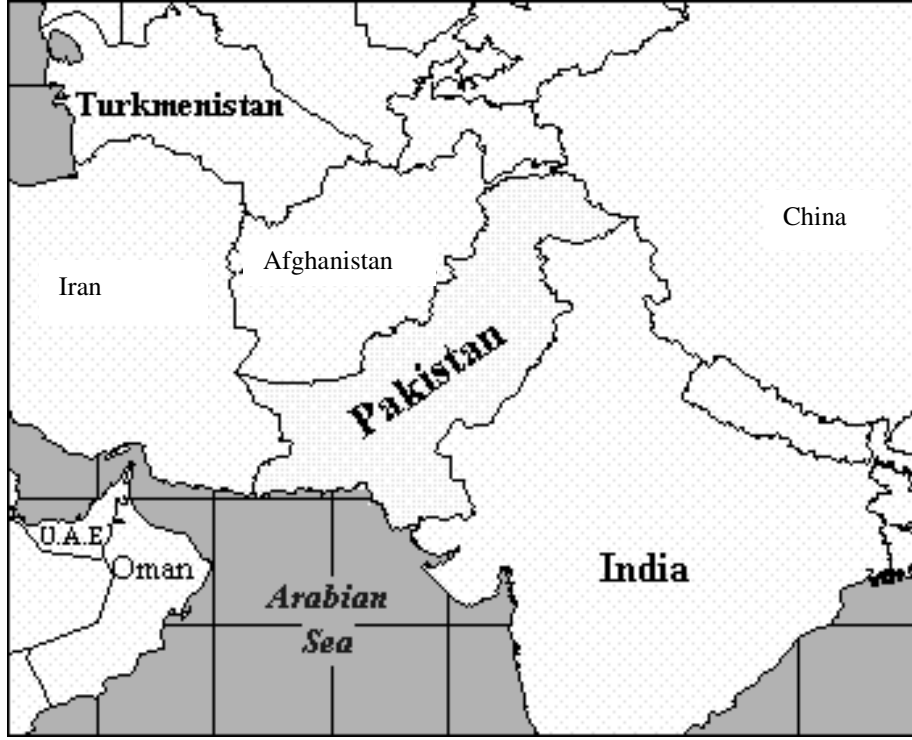 Turkmenistan
China
Afghanistan
Iran
Pakistan
U.A.E
Oman
India
Arabian
Sea